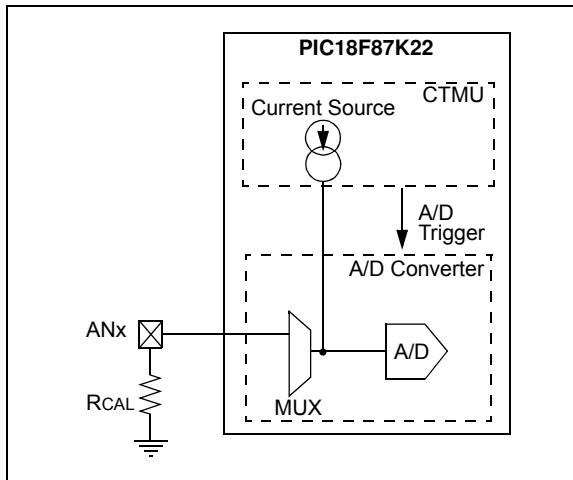 PIC18F87K22
CTMU
Current Source
A/D
Trigger
A/D Converter
ANx
A/D
RCAL
MUX